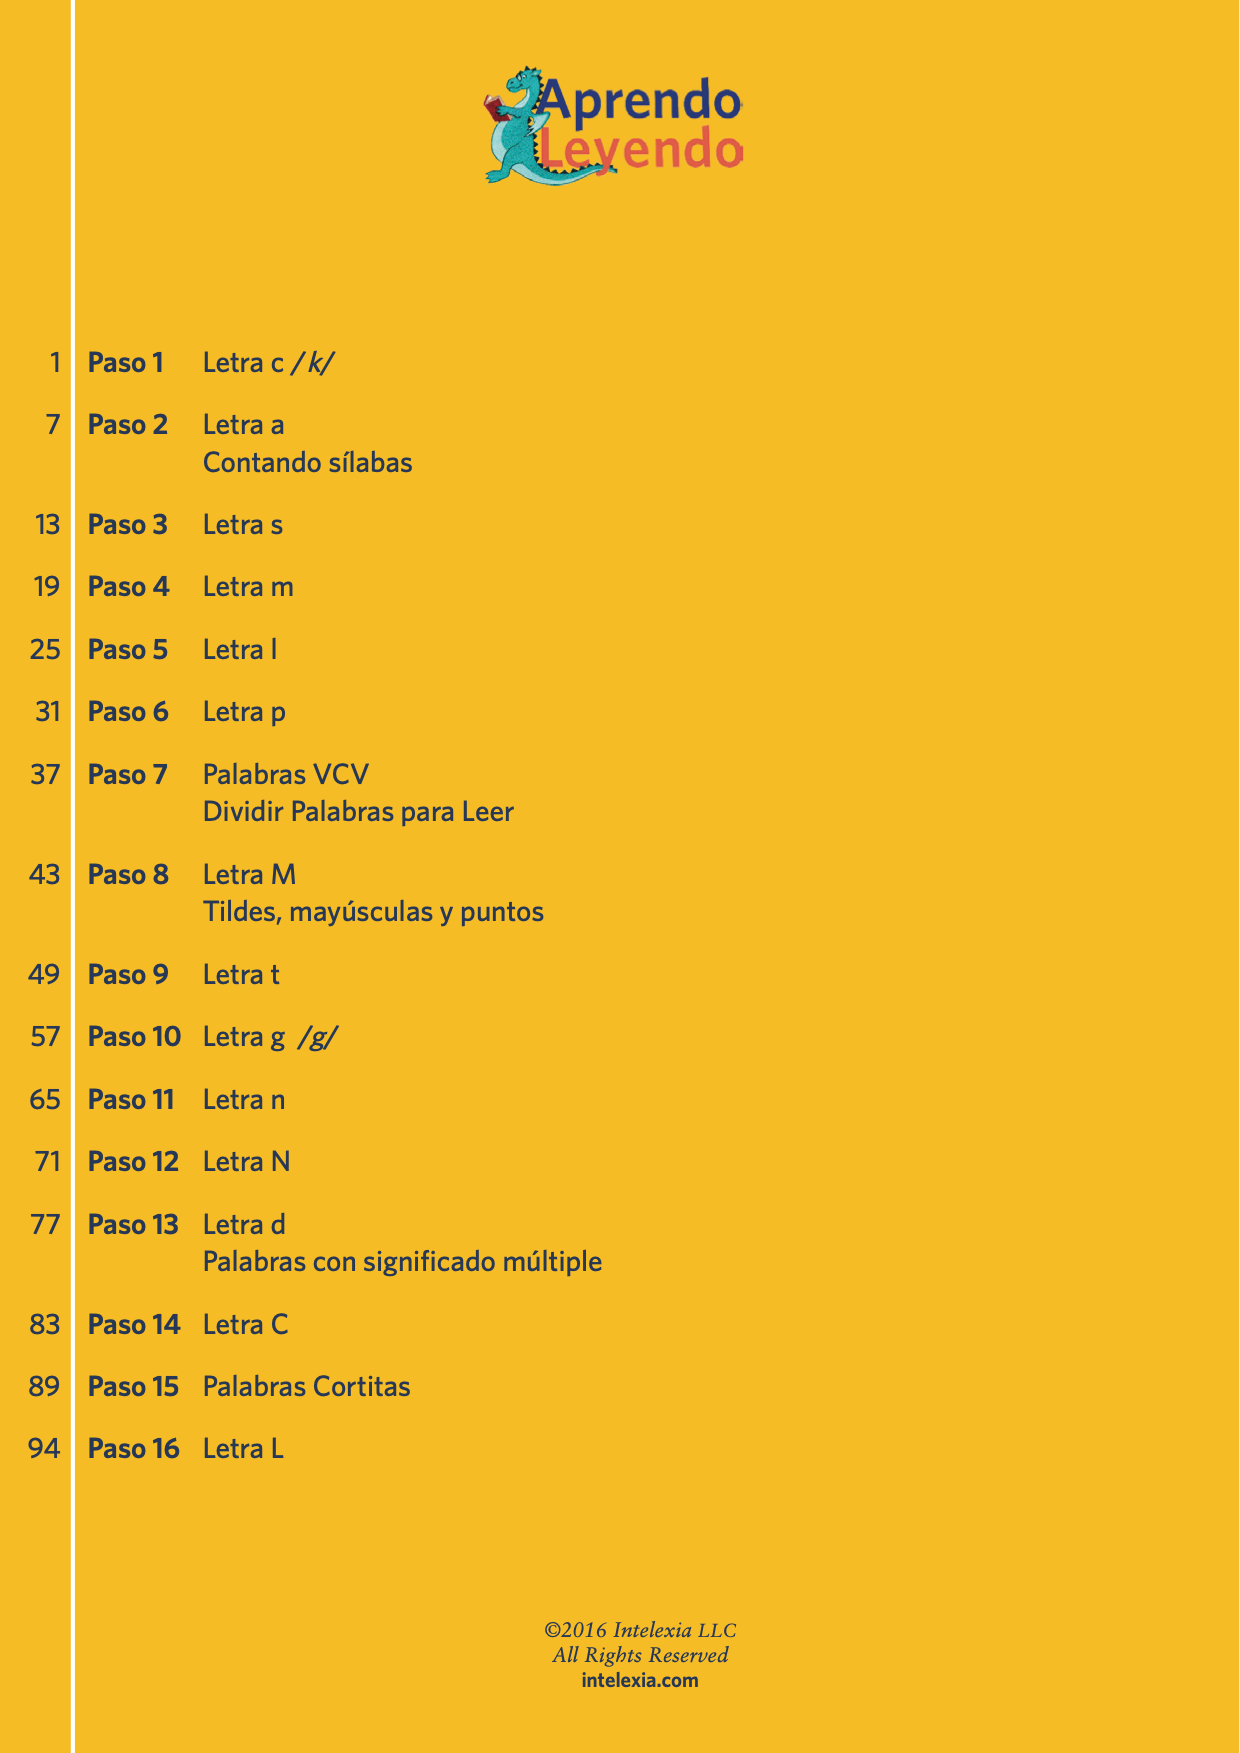 Aprendo
Leyendo
1 Paso 1 Letra c /k/
7 Paso 2 Letra a
Contando sílabas
13 Paso 3 Letra s
19 Paso 4 Letra m
25 Paso 5 Letra l
31 Paso 6 Letra p
37 Paso 7 Palabras VCV
Dividir Palabras para Leer
43 Paso 8 Letra M
Tildes, mayúsculas y puntos
49 Paso 9 Letra t
57 Paso 10 Letra g /g/
65 Paso 11 Letra n
71 Paso 12 Letra N
77 Paso 13 Letra d
Palabras con significado múltiple
83 Paso 14 Letra C
89 Paso 15 Palabras Cortitas
94 Paso 16 Letra L
©2016 Intelexia LLC
All Rights Reserved
intelexia.com